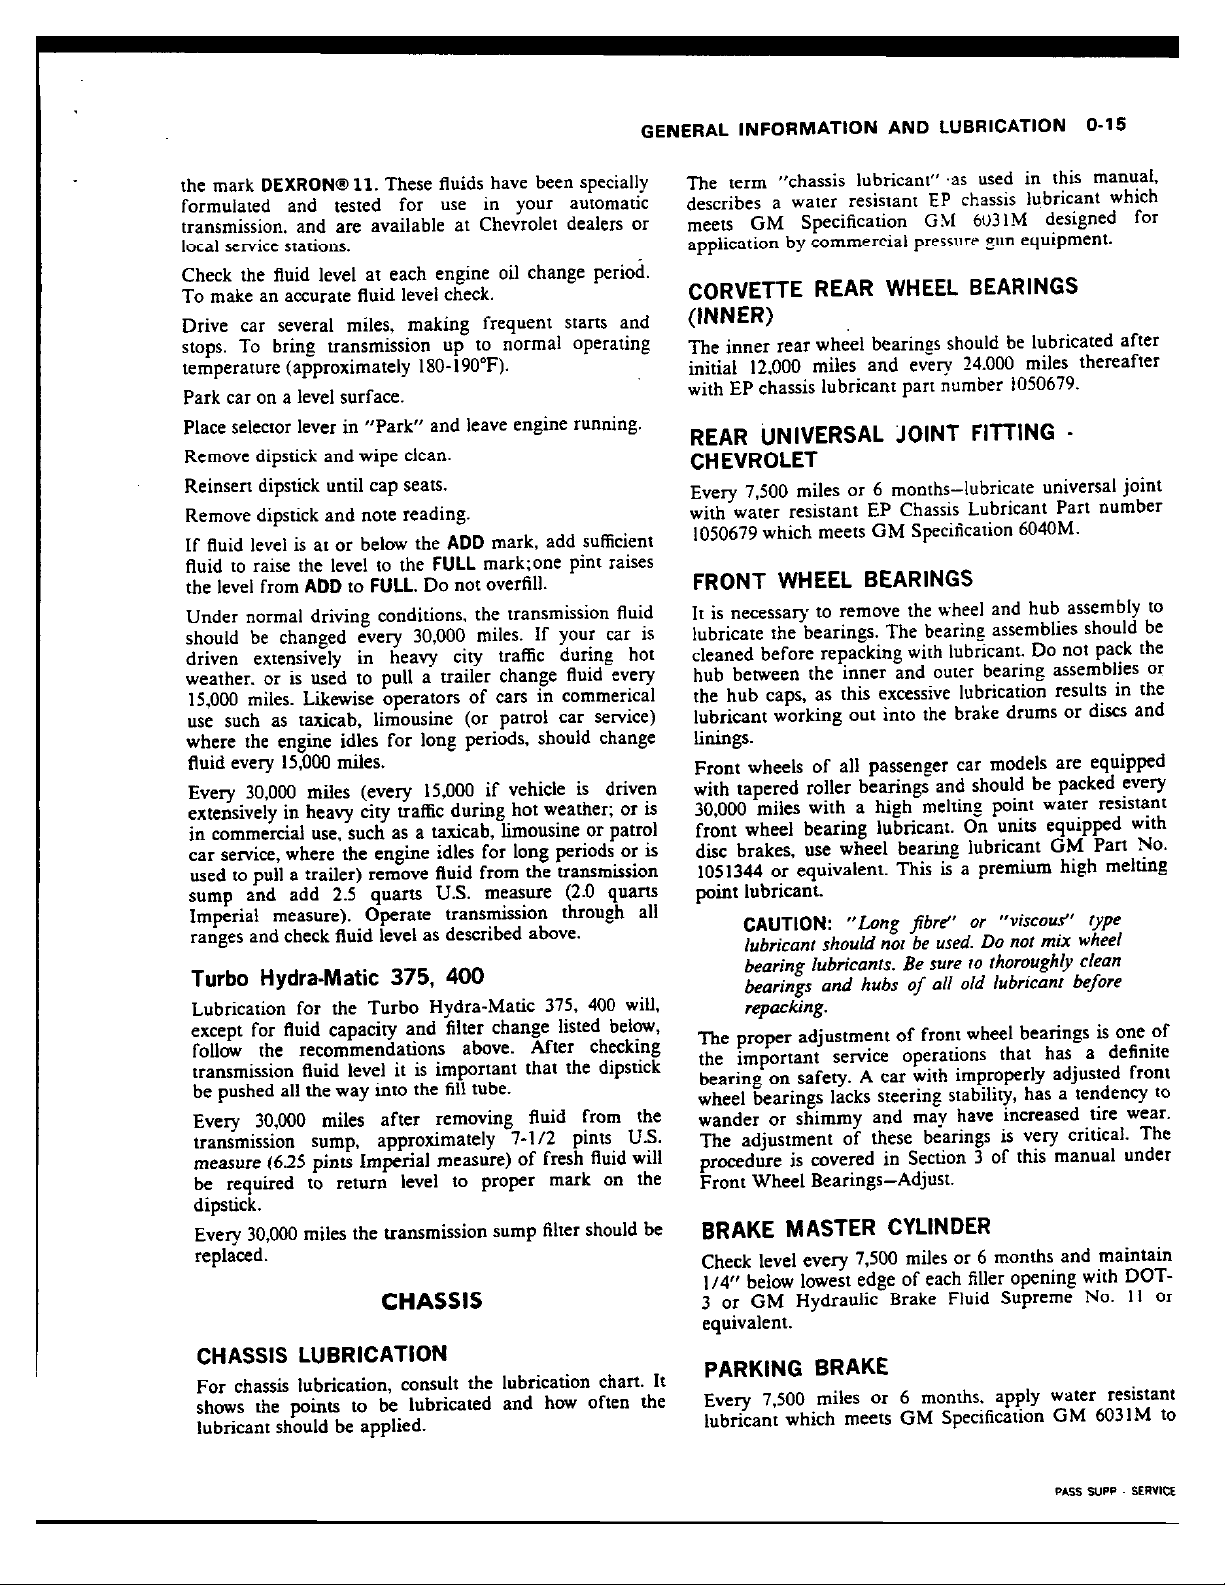 GENERAL INFORMATION AND LUBRICATION 0-15
the mark DEXRON® 11. These fluids have been specially
formulated and tested for use in your automatic
transmission, and are available at Chevrolet dealers or
local service stations.
Check the fluid level at each engine oil change period.
To make an accurate fluid level check.
Drive car several miles, making frequent starts and
stops. To bring transmission up to normal operating
temperature (approximately 180-190°F).
Park car on a level surface.
Place selector lever in "Park" and leave engine running.
Remove dipstick and wipe clean.
Reinsert dipstick until cap seats.
Remove dipstick and note reading.
If fluid level is at or below the ADD mark, add sufficient
fluid to raise the level to the FULL mark;one pint raises
the level from ADD to FULL. Do not overfill.
Under normal driving conditions, the transmission fluid
should be changed every 30,000 miles. If your car is
driven extensively in heavy city traffic during hot
weather. or is used to pull a trailer change fluid every
15,000 miles. Likewise operators of cars in commerical
use such as taxicab, limousine (or patrol car service)
where the engine idles for long periods, should change
fluid every 15,000 miles.
Every 30,000 miles (every 15,000 if vehicle is driven
extensively in heavy city traffic during hot weather; or is
in commercial use, such as a taxicab, limousine or patrol
car service, where the engine idles for long periods or is
used to pull a trailer) remove fluid from the transmission
sump and add 2.5 quarts U.S. measure (2.0 quarts
Imperial measure). Operate transmission through all
ranges and check fluid level as described above.
Turbo Hydra-Matic 375, 400
Lubrication for the Turbo Hydra-Matic 375, 400 will,
except for fluid capacity and filter change listed below,
follow the recommendations above. After checking
transmission fluid level it is important that the dipstick
be pushed all the way into the fill tube.
Every 30,000 miles after removing fluid from the
transmission sump, approximately 7-1/2 pints U.S.
measure (6.25 pints Imperial measure) of fresh fluid will
be required to return level to proper mark on the
dipstick.
Every 30,000 miles the transmission sump filter should be
replaced.
CHASSIS
CHASSIS LUBRICATION
For chassis lubrication, consult the lubrication chart. It
shows the points to be lubricated and how often the
lubricant should be applied.
The term "chassis lubricant" as used in this manual,
describes a water resistant EP chassis lubricant which
meets GM Specification GM 6031M designed for
application by commercial pressure gun equipment.
CORVETTE REAR WHEEL BEARINGS
(INNER)
The inner rear wheel bearings should be lubricated after
initial 12,000 miles and every 24.000 miles thereafter
with EP chassis lubricant part number 1050679.
REAR UNIVERSAL JOINT FITTING -
CHEVROLET
Every 7,500 miles or 6 months—lubricate universal joint
with water resistant EP Chassis Lubricant Part number
1050679 which meets GM Specification 6040M.
FRONT WHEEL BEARINGS
It is necessary to remove the wheel and hub assembly to
lubricate the bearings. The bearing assemblies should be
cleaned before repacking with lubricant. Do not pack the
hub between the inner and outer bearing assemblies or
the hub caps, as this excessive lubrication results in the
lubricant working out into the brake drums or discs and
linings.
Front wheels of all passenger car models are equipped
with tapered roller bearings and should be packed every
30,000 miles with a high melting point water resistant
front wheel bearing lubricant. On units equipped with
disc brakes, use wheel bearing lubricant GM Part No.
1051344 or equivalent. This is a premium high melting
point lubricant.
CAUTION: "Long fibre" or "viscous" type
lubricant should not be used. Do not mix wheel
bearing lubricants. Be sure to thoroughly clean
bearings and hubs of all old lubricant before
repacking.
The proper adjustment of front wheel bearings is one of
the important service operations that has a definite
bearing on safety. A car with improperly adjusted front
wheel bearings lacks steering stability, has a tendency to
wander or shimmy and may have increased tire wear.
The adjustment of these bearings is very critical. The
procedure is covered in Section 3 of this manual under
Front Wheel Bearings—Adjust.
BRAKE MASTER CYLINDER
Check level every 7,500 miles or 6 months and maintain
1/4" below lowest edge of each filler opening with DOT-
3 or GM Hydraulic Brake Fluid Supreme No. 11 or
equivalent.
PARKING BRAKE
Every 7,500 miles or 6 months, apply water resistant
lubricant which meets GM Specification GM 6031M to
PASS SUPP - SERVICE